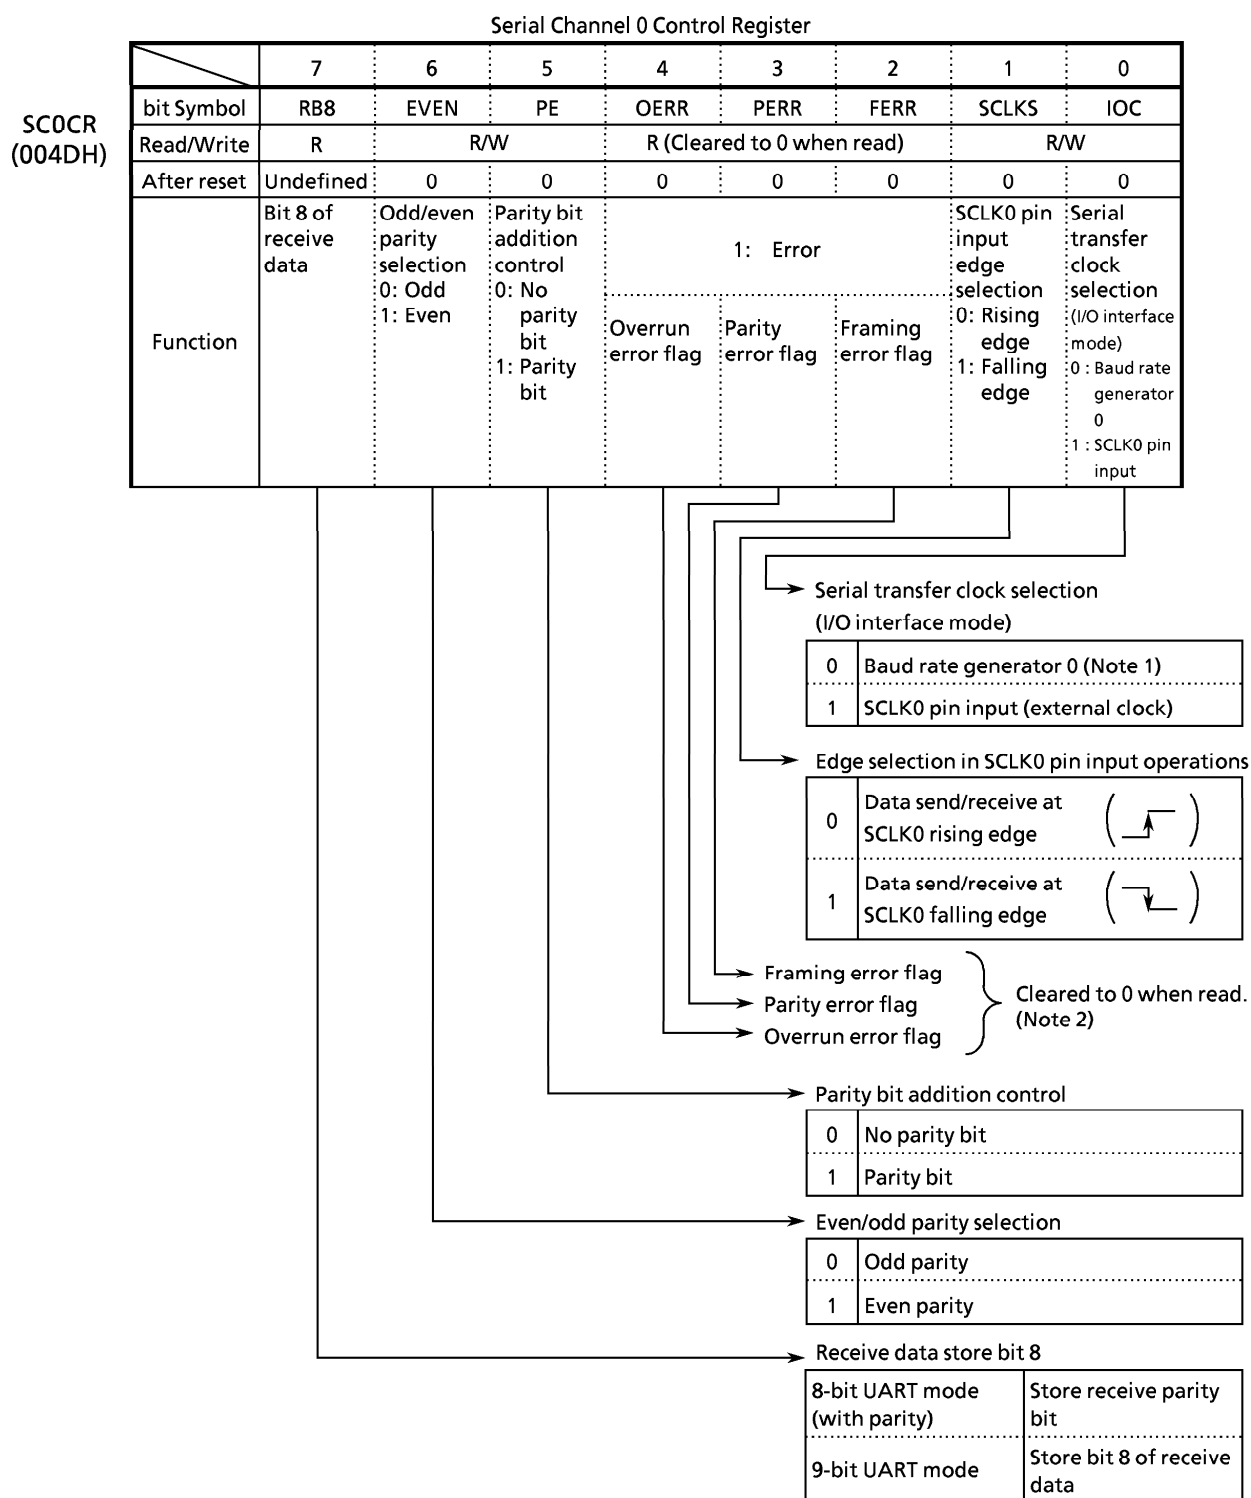 Serial Channel 0 Control Register
SC0CR
(004DH)
7 6 5 4 3 2 1 0
bit Symbol RB8 EVEN PE OERR PERR FERR SCLKS IOC
Read/Write R R/W R (Cleared to 0 when read) R/W
After reset Undefined 0 0 0 0 0 0 0
Function
Bit 8 of
receive
data
Odd/even
parity
selection
0: Odd
1: Even
Parity bit
addition
control
0: No
parity
bit
1: Parity
bit
1: Error
Overrun
error flag
Parity
error flag
Framing
error flag
SCLK0 pin
input
edge
selection
0: Rising
edge
1: Falling
edge
Serial
transfer
clock
selection
(I/O interface
mode)
0 : Baud rate
generator
0
1 : SCLK0 pin
input
Serial transfer clock selection
(I/O interface mode)
0 Baud rate generator 0 (Note 1)
1 SCLK0 pin input (external clock)
Edge selection in SCLK0 pin input operations
0 Data send/receive at
SCLK0 rising edge
1 Data send/receive at
SCLK0 falling edge
Framing error flag
Parity error flag
Overrun error flag
Cleared to 0 when read.
(Note 2)
Parity bit addition control
0 No parity bit
1 Parity bit
Even/odd parity selection
0 Odd parity
1 Even parity
Receive data store bit 8
8-bit UART mode
(with parity)
Store receive parity
bit
9-bit UART mode
Store bit 8 of receive
data